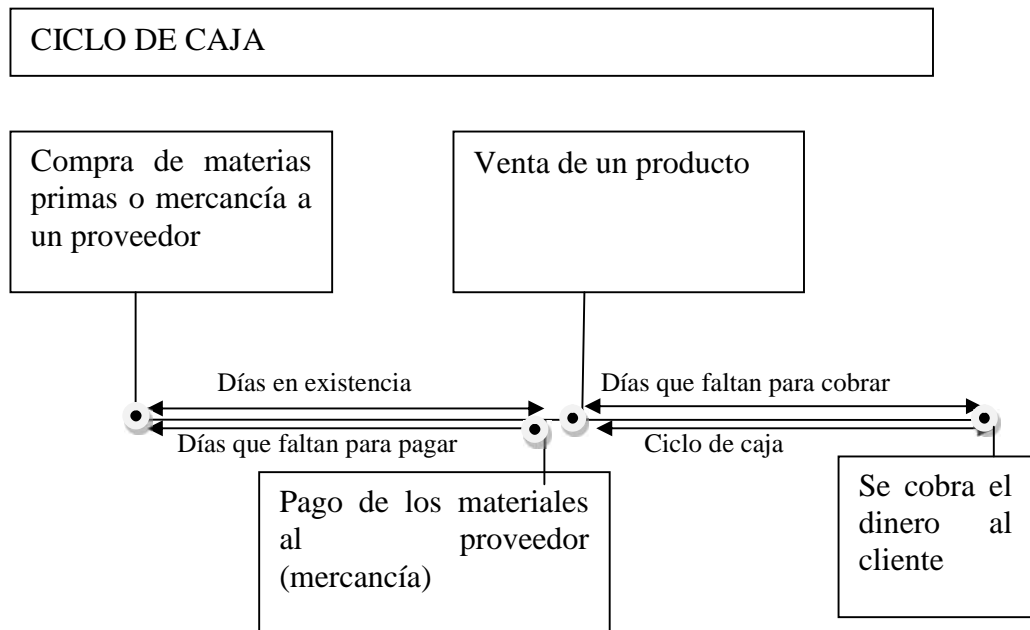 CICLO DE CAJA
Compra de materias
primas o mercancía a
un proveedor
Venta de un producto
Días en existencia
Días que faltan para cobrar
Días que faltan para pagar
Ciclo de caja
Pago de los materiales
al proveedor
(mercancía)
Se cobra el
dinero al
cliente